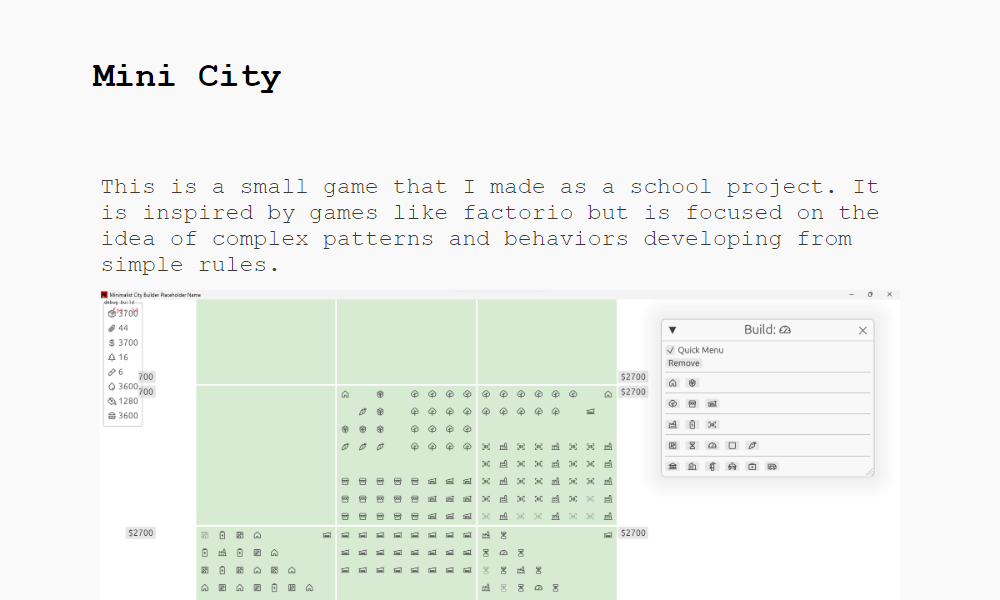 Mini City
This is a small game that I made as a school project. It
is inspired by games like factorio but is focused on the
idea of complex patterns and behaviors developing from
simple rules.
Minimalist City Builder Placeholder Name
debug build
3700
44
$ 3700
16
6
3600
1280
3600
700
700
$2700
$2700
$2700
$2700
Build:
Quick Menu
Remove